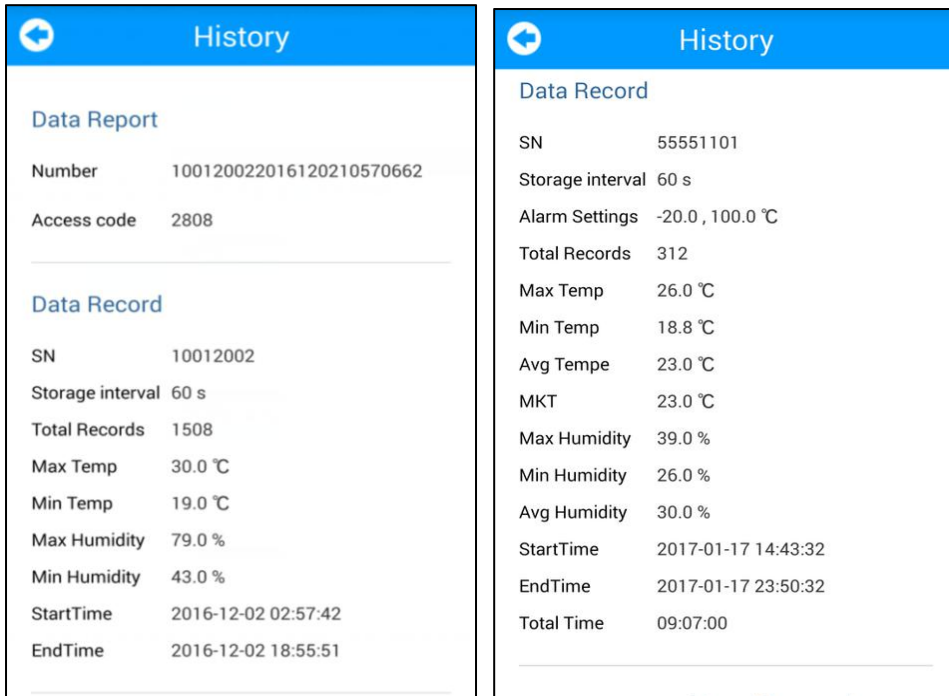 History
Data Report
Number 100120022016120210570662
Access code 2808
Data Record
SN 10012002
Storage interval 60 s
Total Records 1508
Max Temp 30.0 ℃
Min Temp 19.0 ℃
Max Humidity 79.0 %
Min Humidity 43.0 %
StartTime 2016-12-02 02:57:42
EndTime 2016-12-02 18:55:51
History
Data Record
SN 55551101
Storage interval 60 s
Alarm Settings -20.0 , 100.0 ℃
Total Records 312
Max Temp 26.0 ℃
Min Temp 18.8 ℃
Avg Tempe 23.0 ℃
MKT 23.0 ℃
Max Humidity 39.0 %
Min Humidity 26.0 %
Avg Humidity 30.0 %
StartTime 2017-01-17 14:43:32
EndTime 2017-01-17 23:50:32
Total Time 09:07:00